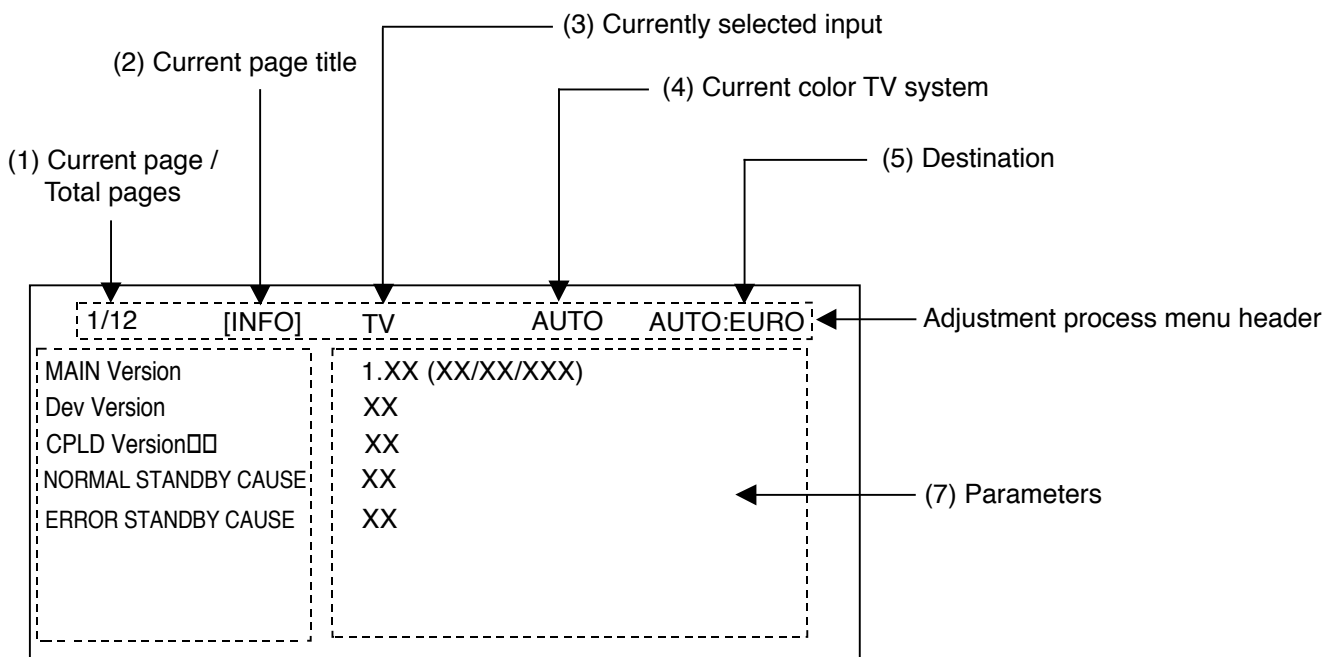 (3) Currently selected input
(2) Current page title
(4) Current color TV system
(1) Current page /
Total pages
(5) Destination
1/12 [INFO] TV AUTO AUTO:EURO
Adjustment process menu header
MAIN Version 1.XX (XX/XX/XXX)
Dev Version XX
CPLD Version□□ XX
NORMAL STANDBY CAUSE XX
(7) Parameters
ERROR STANDBY CAUSE XX